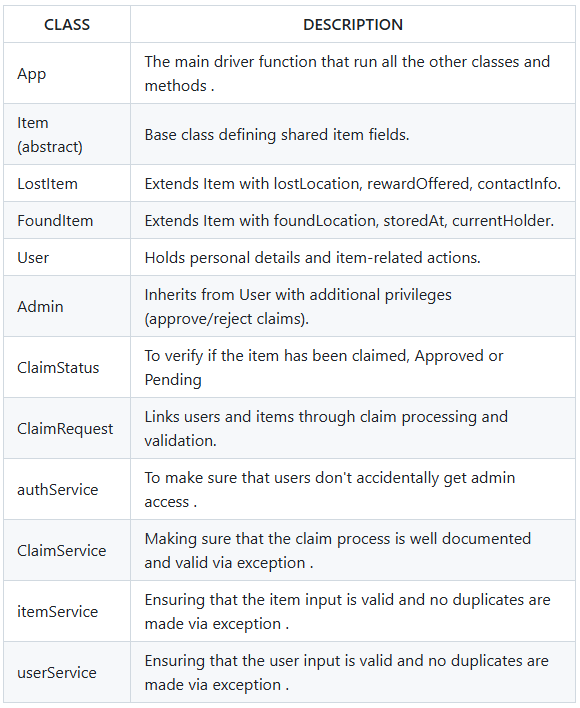 CLASS DESCRIPTION
App
The main driver function that run all the other classes and
methods .
Item
(abstract)
Base class defining shared item fields.
LostItem
Extends Item with lostLocation, rewardOffered, contactInfo.
FoundItem
Extends Item with foundLocation, storedAt, currentHolder.
User
Holds personal details and item-related actions.
Admin
Inherits from User with additional privileges
(approve/reject claims).
ClaimStatus
To verify if the item has been claimed, Approved or
Pending
ClaimRequest
Links users and items through claim processing and
validation.
authService
To make sure that users don't accidentally get admin
access .
ClaimService
Making sure that the claim process is well documented
and valid via exception .
itemService
Ensuring that the item input is valid and no duplicates are
made via exception .
userService
Ensuring that the user input is valid and no duplicates are
made via exception .